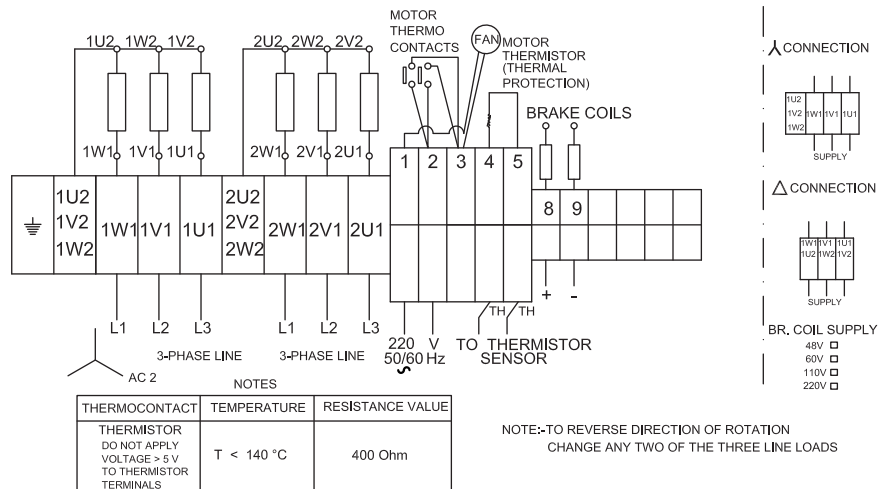 1U2 1W2 1V2 2U2 2W2 2V2
MOTOR
THERMO
CONTACTS
FAN
MOTOR
THERMISTOR
(THERMAL
PROTECTION)
BRAKE COILS
1W1 1V1 1U1 2W1 2V1 2U1
1 2 3 4 5
1U2
1V2
1W2
1W1 1V1 1U1
2U2
2V2
2W2
2W1 2V1 2U1
8 9
+ -
L1 L2 L3 L1 L2 L3
TH TH
3-PHASE LINE 3-PHASE LINE
220 V
50/60 Hz
TO THERMISTOR
SENSOR
AC 2
NOTES
THERMOCONTACT TEMPERATURE RESISTANCE VALUE
THERMISTOR
DO NOT APPLY
VOLTAGE > 5 V
TO THERMISTOR
TERMINALS
T < 140 °C 400 Ohm
NOTE:-TO REVERSE DIRECTION OF ROTATION
CHANGE ANY TWO OF THE THREE LINE LOADS
CONNECTION
1U2
1V2
1W2
1W1 1V1 1U1
SUPPLY
△ CONNECTION
1W1 1V1 1U1
1U2 1W2 1V2
SUPPLY
BR. COIL SUPPLY
48V
60V
110V
220V